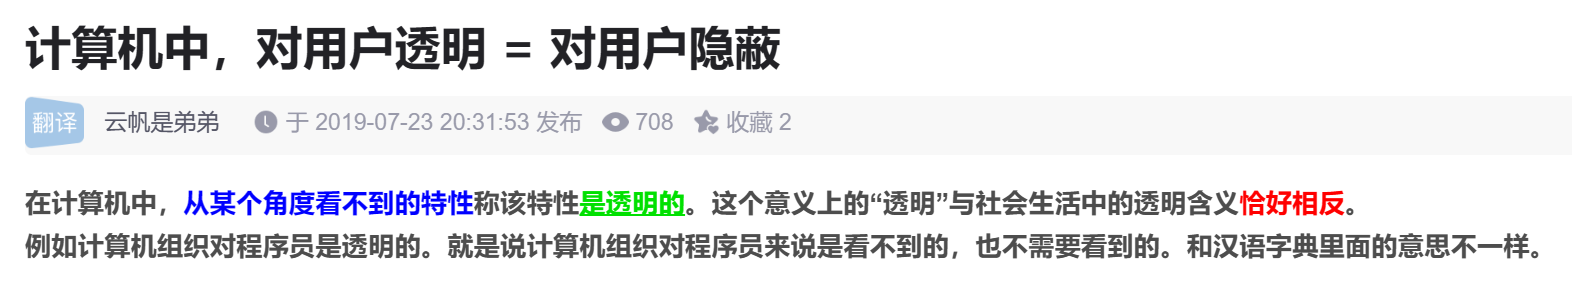 计算机中，对用户透明 = 对用户隐蔽
翻译 云帆是弟弟 于 2019-07-23 20:31:53 发布 708 收藏 2
在计算机中，从某个角度看不到的特性称该特性是透明的。这个意义上的“透明”与社会生活中的透明含义恰好相反。
例如计算机组织对程序员是透明的。就是说计算机组织对程序员来说是看不到的，也不需要看到的。和汉语字典里面的意思不一样。